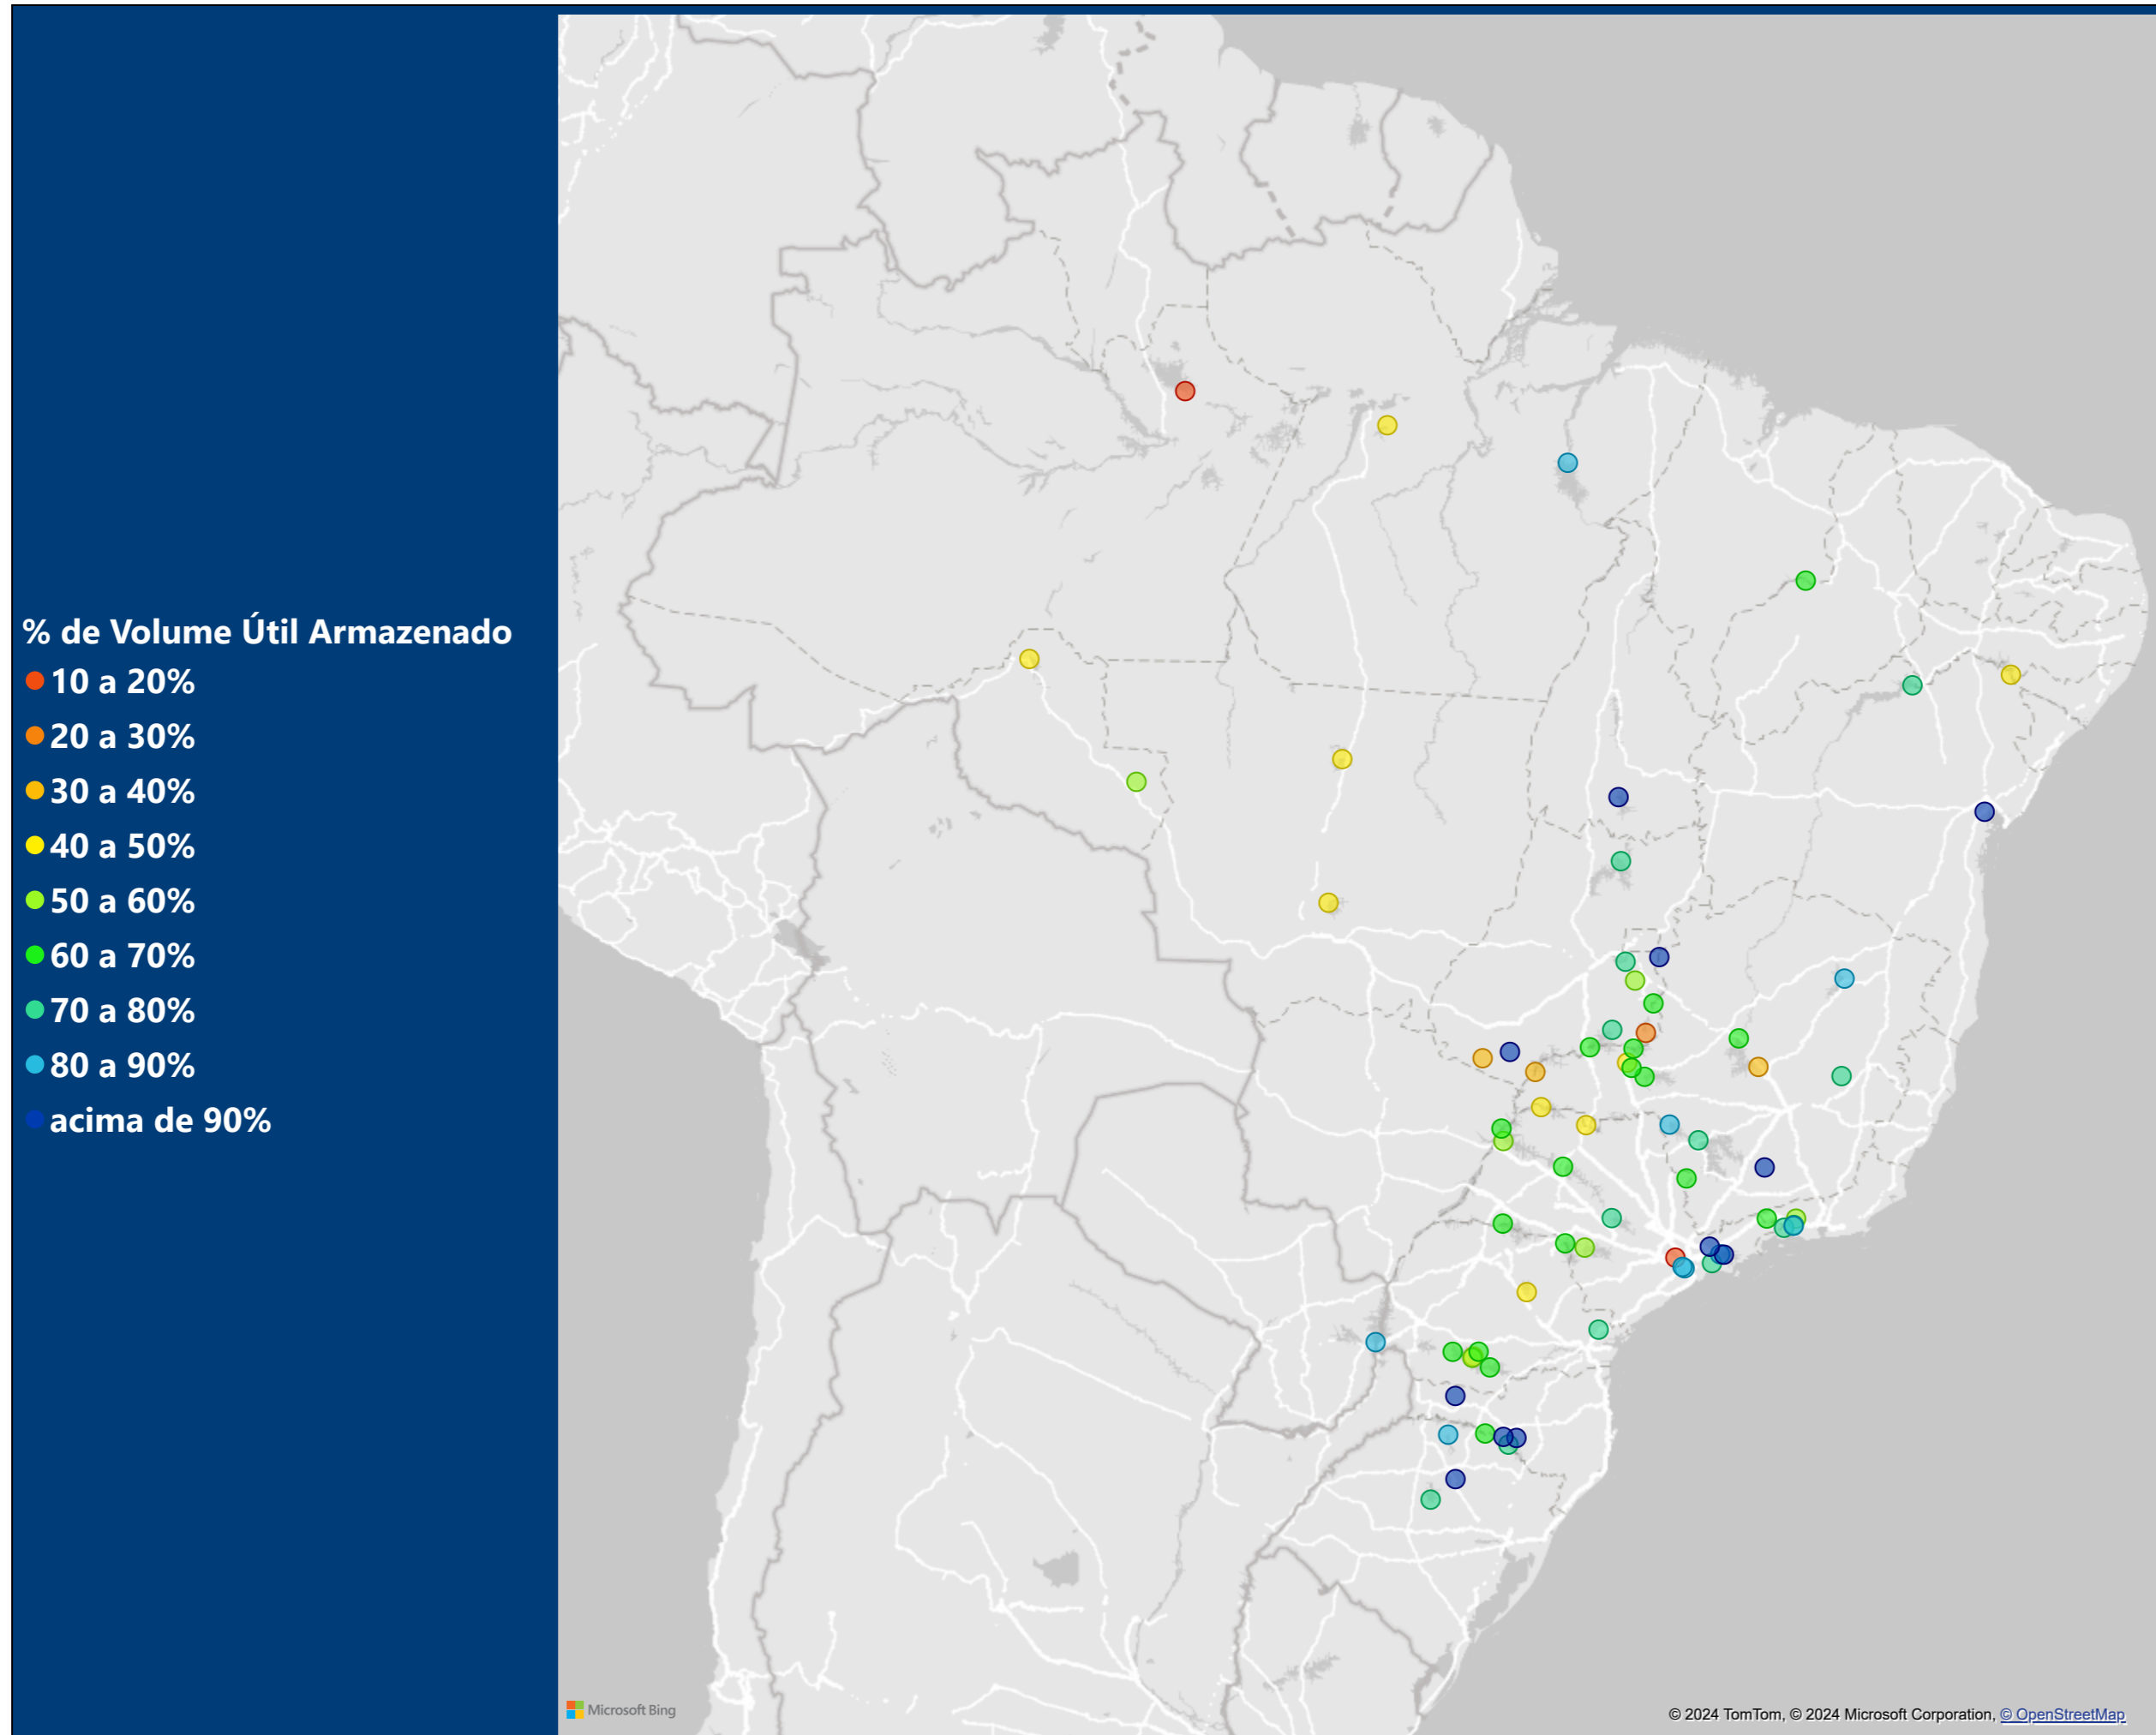 % de Volume Útil Armazenado
10 a 20%
20 a 30%
30 a 40%
40 a 50%
50 a 60%
60 a 70%
70 a 80%
80 a 90%
acima de 90%
Microsoft Bing
© 2024 TomTom, © 2024 Microsoft Corporation, © OpenStreetMap